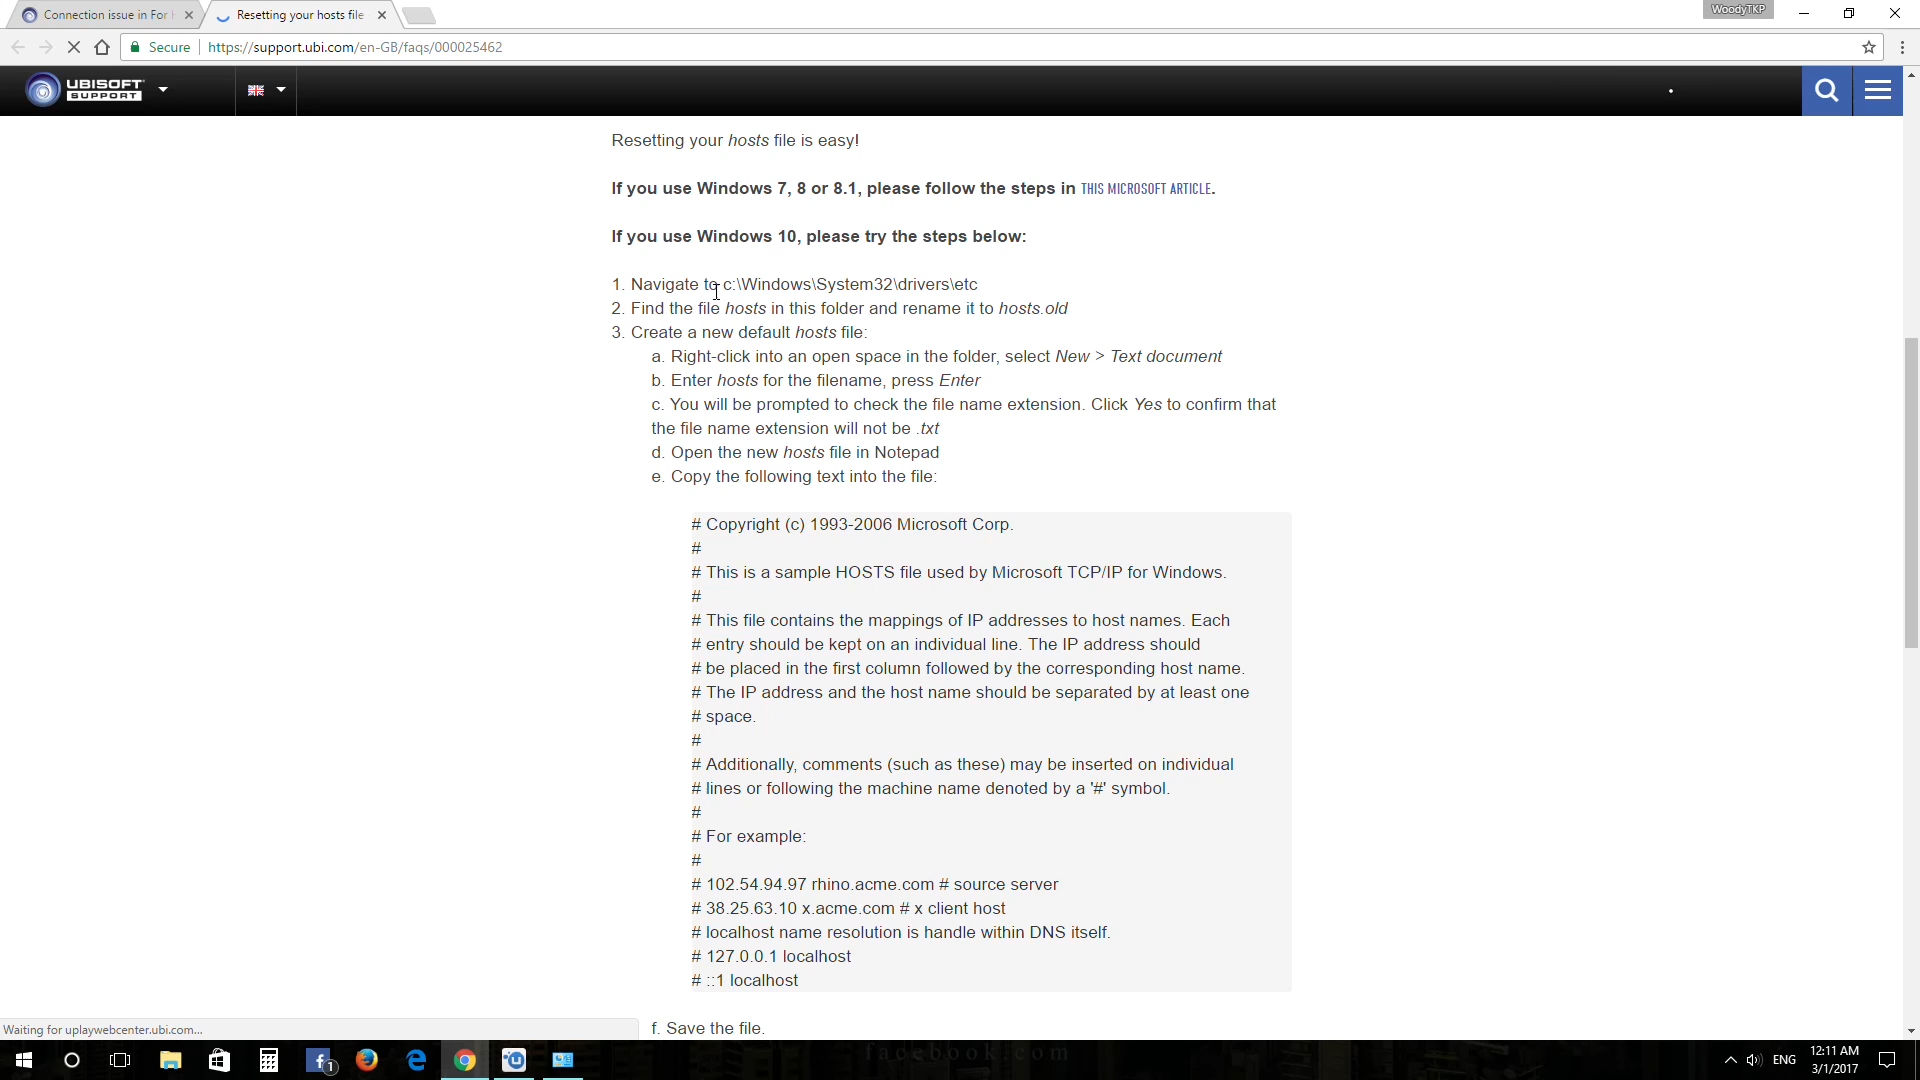 Connection issue in For H
Resetting your hosts file
WoodyTKP
Secure
https://support.ubi.com/en-GB/faqs/000025462
UBISOFT
SUPPORT
Resetting your hosts file is easy!
If you use Windows 7, 8 or 8.1, please follow the steps in THIS MICROSOFT ARTICLE.
If you use Windows 10, please try the steps below:
1. Navigate to c:\Windows\System32\drivers\etc
2. Find the file hosts in this folder and rename it to hosts.old
3. Create a new default hosts file:
a. Right-click into an open space in the folder, select New > Text document
b. Enter hosts for the filename, press Enter
c. You will be prompted to check the file name extension. Click Yes to confirm that
the file name extension will not be .txt
d. Open the new hosts file in Notepad
e. Copy the following text into the file:
# Copyright (c) 1993-2006 Microsoft Corp.
#
# This is a sample HOSTS file used by Microsoft TCP/IP for Windows.
#
# This file contains the mappings of IP addresses to host names. Each
# entry should be kept on an individual line. The IP address should
# be placed in the first column followed by the corresponding host name.
# The IP address and the host name should be separated by at least one
# space.
#
# Additionally, comments (such as these) may be inserted on individual
# lines or following the machine name denoted by a '#' symbol.
#
# For example:
#
# 102.54.94.97 rhino.acme.com # source server
# 38.25.63.10 x.acme.com # x client host
# localhost name resolution is handle within DNS itself.
# 127.0.0.1 localhost
# ::1 localhost
f. Save the file.
Waiting for uplaywebcenter.ubi.com...
1
facebook.com
ENG
12:11 AM
3/1/2017